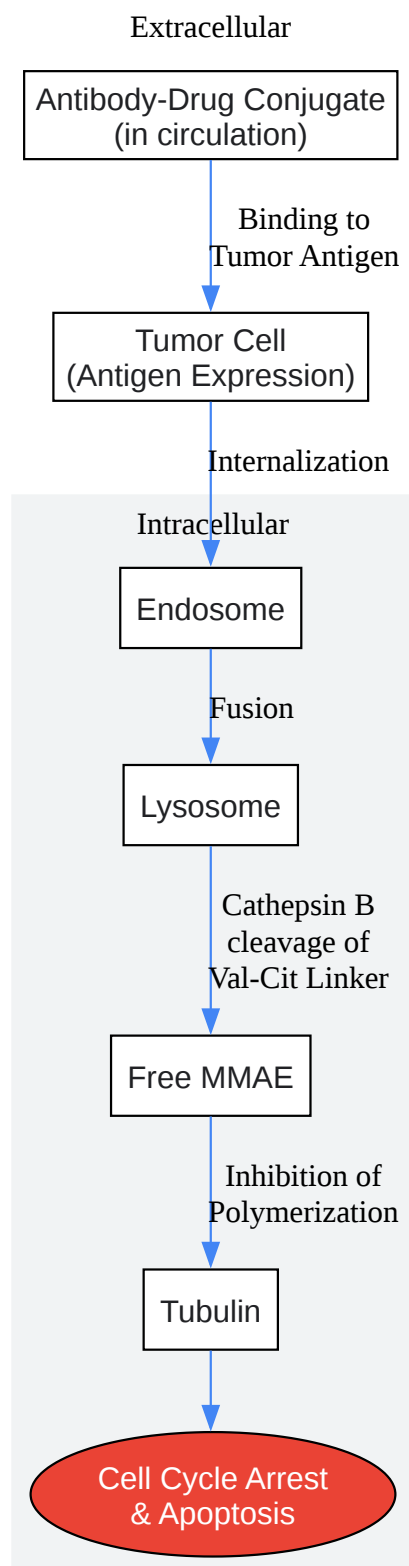 Extracellular
Antibody-Drug Conjugate
(in circulation)
Binding to
Tumor Antigen
Tumor Cell
(Antigen Expression)
Internalization
Intracellular
Endosome
Fusion
Lysosome
Cathepsin B
cleavage of
Val-Cit Linker
Free MMAE
Inhibition of
Polymerization
Tubulin
Cell Cycle Arrest
& Apoptosis